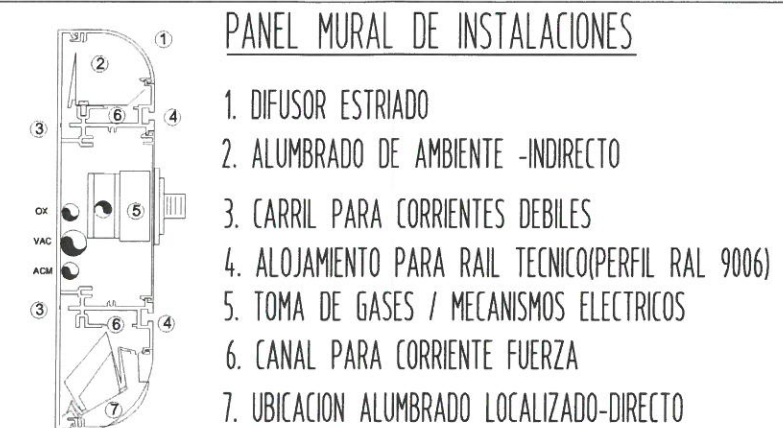 PANEL MURAL DE INSTALACIONES
1. DIFUSOR ESTRIADO
2. ALUMBRADO DE AMBIENTE -INDIRECTO
3. CARRIL PARA CORRIENTES DEBILES
4. ALOJAMIENTO PARA RAIL TECNICO(PERFIL RAL 9006)
5. TOMA DE GASES / MECANISMOS ELECTRICOS
6. CANAL PARA CORRIENTE FUERZA
7. UBICACION ALUMBRADO LOCALIZADO-DIRECTO
1
2
6
4
3
OX
5
VAC
ACM
3
6
4
7